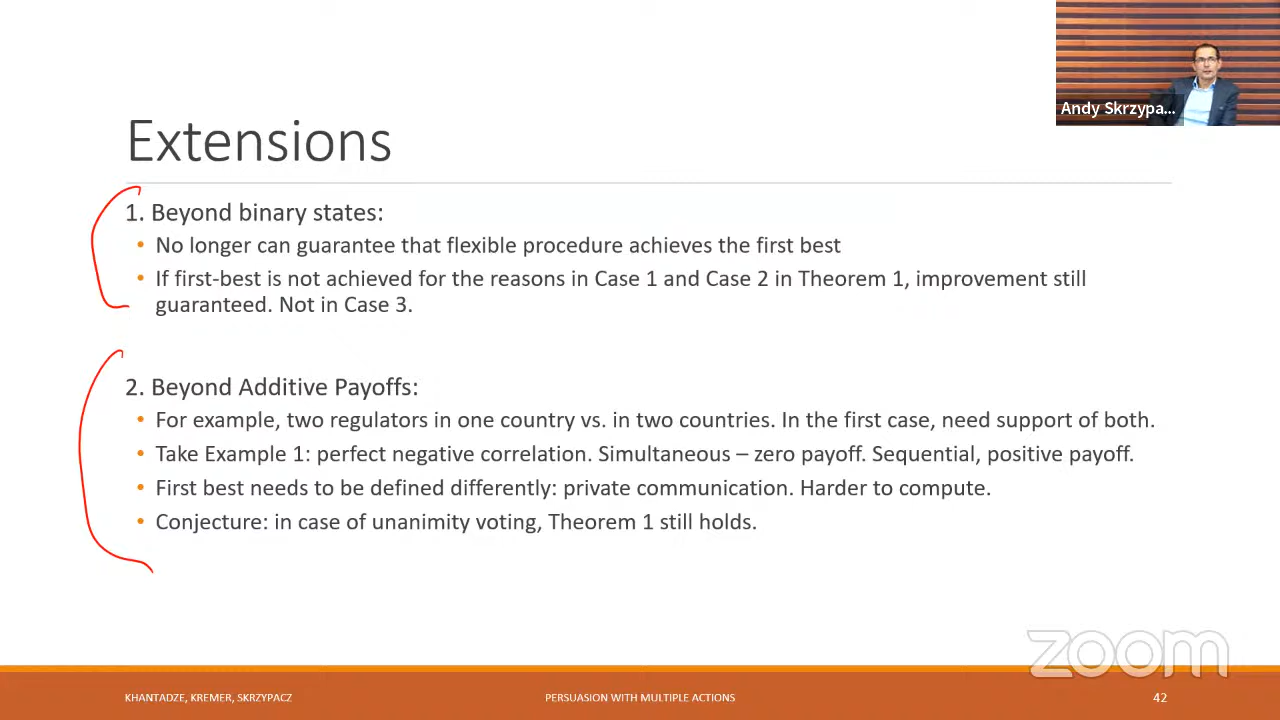 Andy Skrzypa...
Extensions
1. Beyond binary states:
• No longer can guarantee that flexible procedure achieves the first best
• If first-best is not achieved for the reasons in Case 1 and Case 2 in Theorem 1, improvement still
guaranteed. Not in Case 3.
2. Beyond Additive Payoffs:
• For example, two regulators in one country vs. in two countries. In the first case, need support of both.
• Take Example 1: perfect negative correlation. Simultaneous – zero payoff. Sequential, positive payoff.
• First best needs to be defined differently: private communication. Harder to compute.
• Conjecture: in case of unanimity voting, Theorem 1 still holds.
zoom
KHANTADZE, KREMER, SKRZYPACZ
PERSUASION WITH MULTIPLE ACTIONS
42